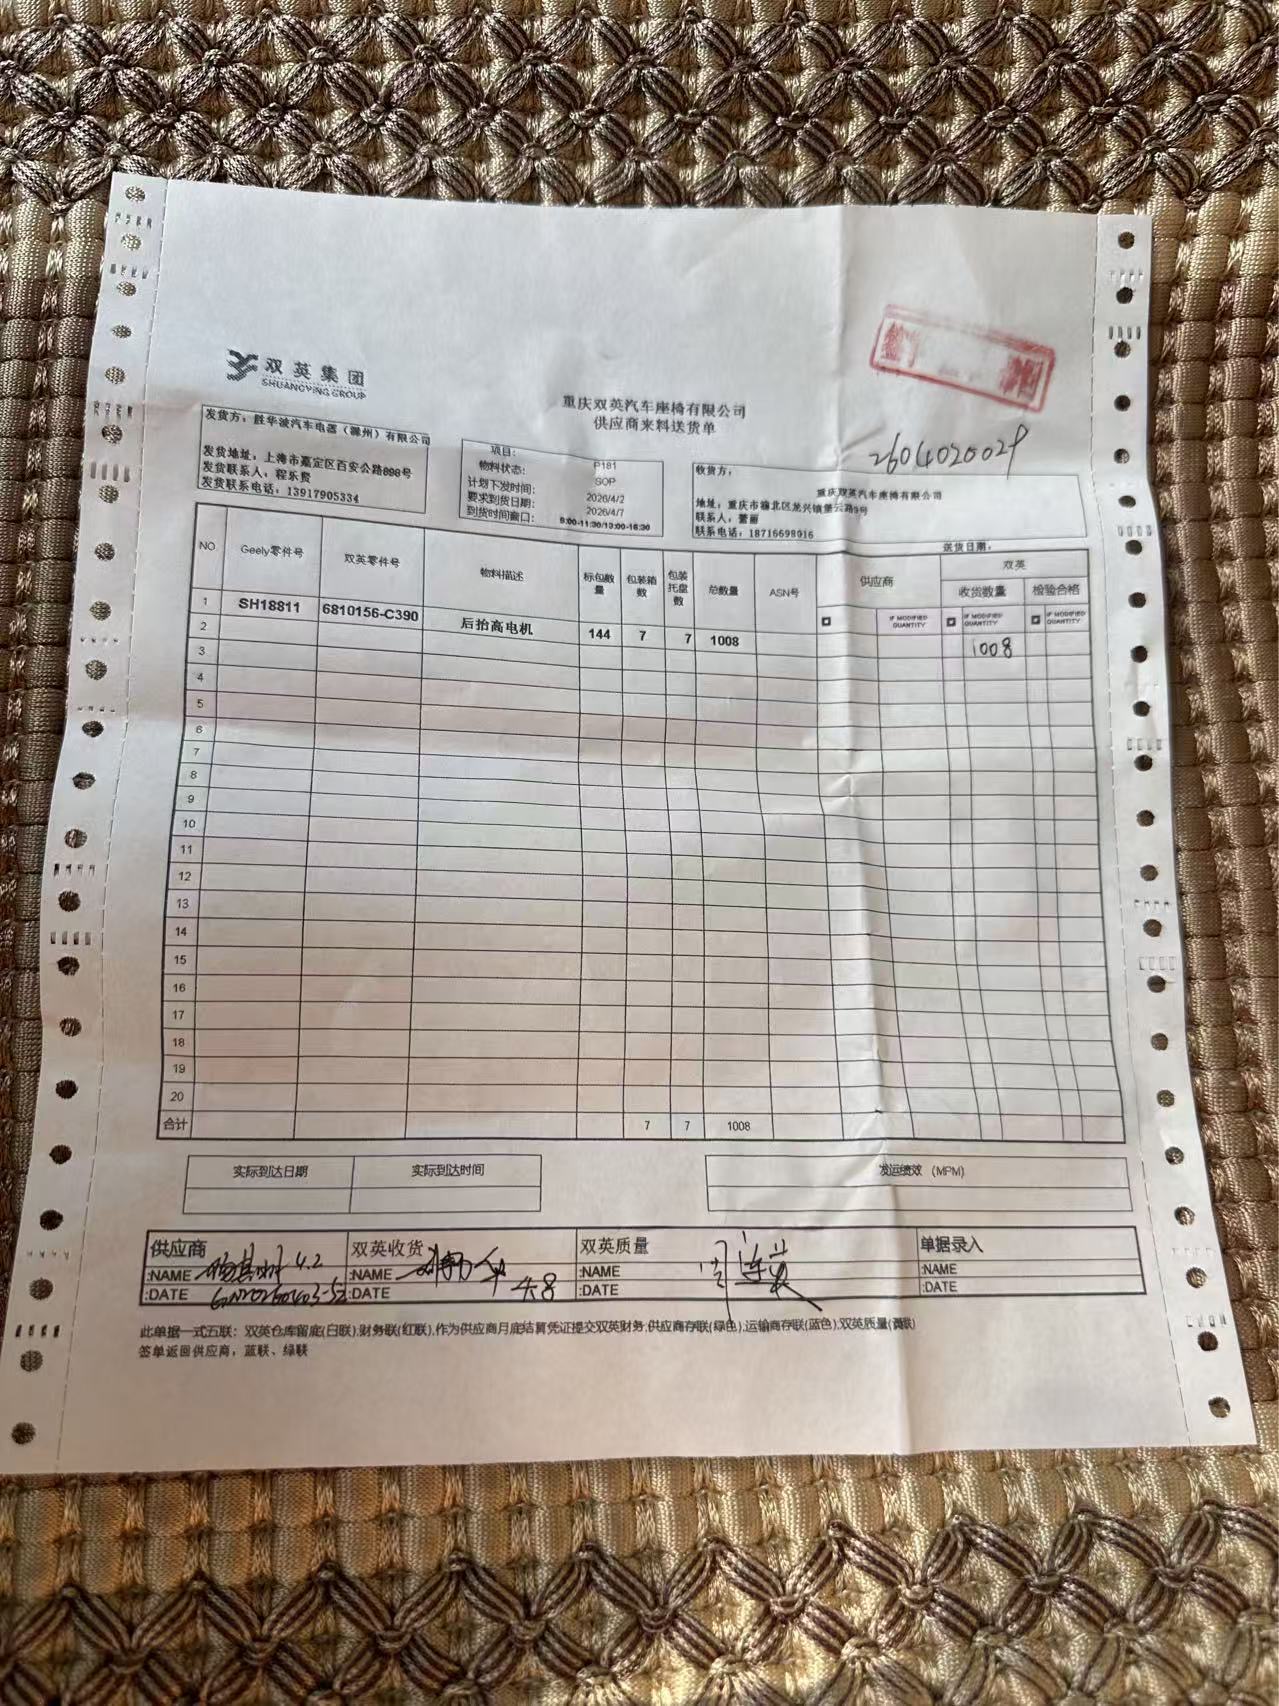 双英集团
SHUANGYING GROUP
重庆双英汽车座椅有限公司
供应商来料送货单
2604020029
发货方：胜华波汽车电器（滁州）有限公司
发货地址：上海市嘉定区百安公路898号
发货联系人：程乐贤
发货联系电话：13917905334
项目： P181
物料状态： SOP
计划下发时间： 2026/4/2
要求到货日期： 2026/4/7
到货时间窗口： 9:00-11:30/13:00-16:30
收货方：
重庆双英汽车座椅有限公司
地址：重庆市渝北区龙兴镇堡云路9号
联系人：蕾丽
联系电话：18716698016
送货日期：
NO Geely零件号 双英零件号 物料描述 标包数量 包装箱数 包装托盘数 总数量 ASN号 供应商 双英
收货数量 检验合格
IF MODIFIED QUANTITY IF MODIFIED QUANTITY IF MODIFIED QUANTITY
1 SH18811 6810156-C390 后抬高电机 144 7 7 1008 1008
2
3
4
5
6
7
8
9
10
11
12
13
14
15
16
17
18
19
20
合计 7 7 1008
实际到达日期 实际到达时间 发运绩效（MPM）
供应商 双英收货 双英质量 单据录入
:NAME 4.2 :NAME :NAME :NAME
:DATE :DATE 4.8 :DATE :DATE
此单据一式五联：双英仓库留底(白联);财务联(红联),作为供应商月底结算凭证提交双英财务;供应商存联(绿色);运输商存联(蓝色);双英质量(黄联)
签单返回供应商，蓝联、绿联